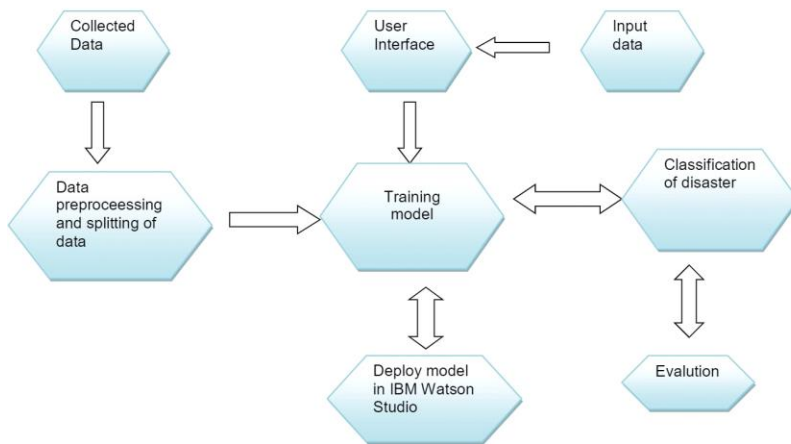 Collected
Data
User
Interface
Input
data
Data
preproceessing
and splitting of
data
Training
model
Classification
of disaster
Deploy model
in IBM Watson
Studio
Evalution